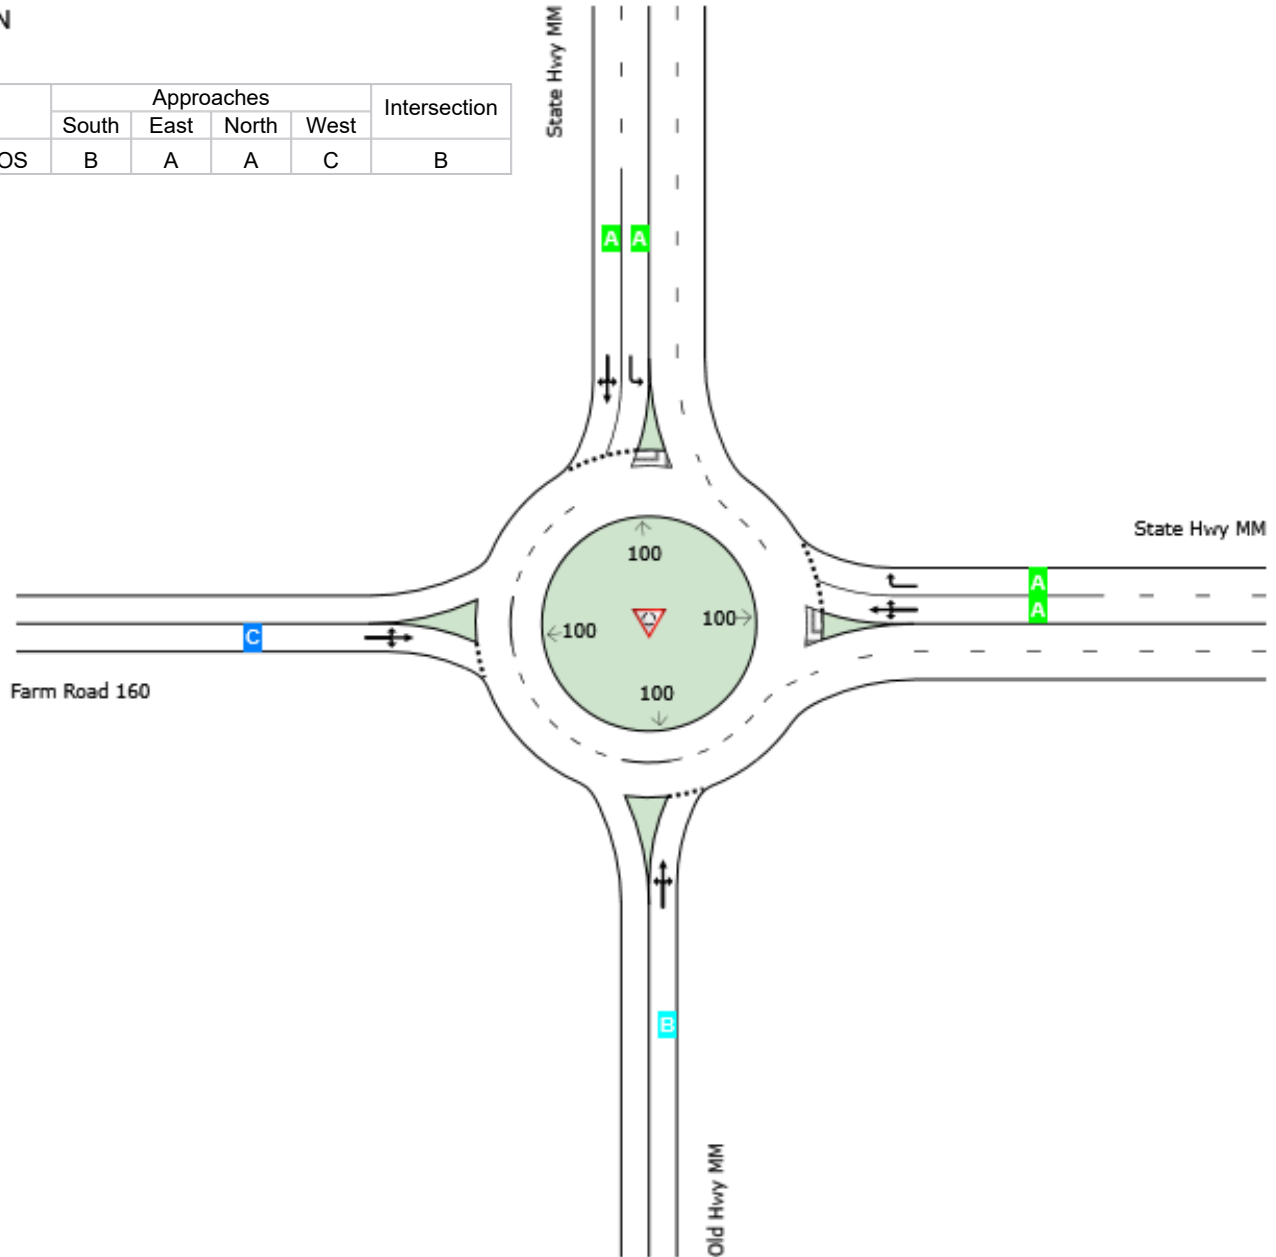 N
Approaches
Intersection
South East North West
OS B A A C B
State Hwy MM
A A
100
State Hwy MM
A
A
100
100
C
Farm Road 160
100
B
Old Hwy MM